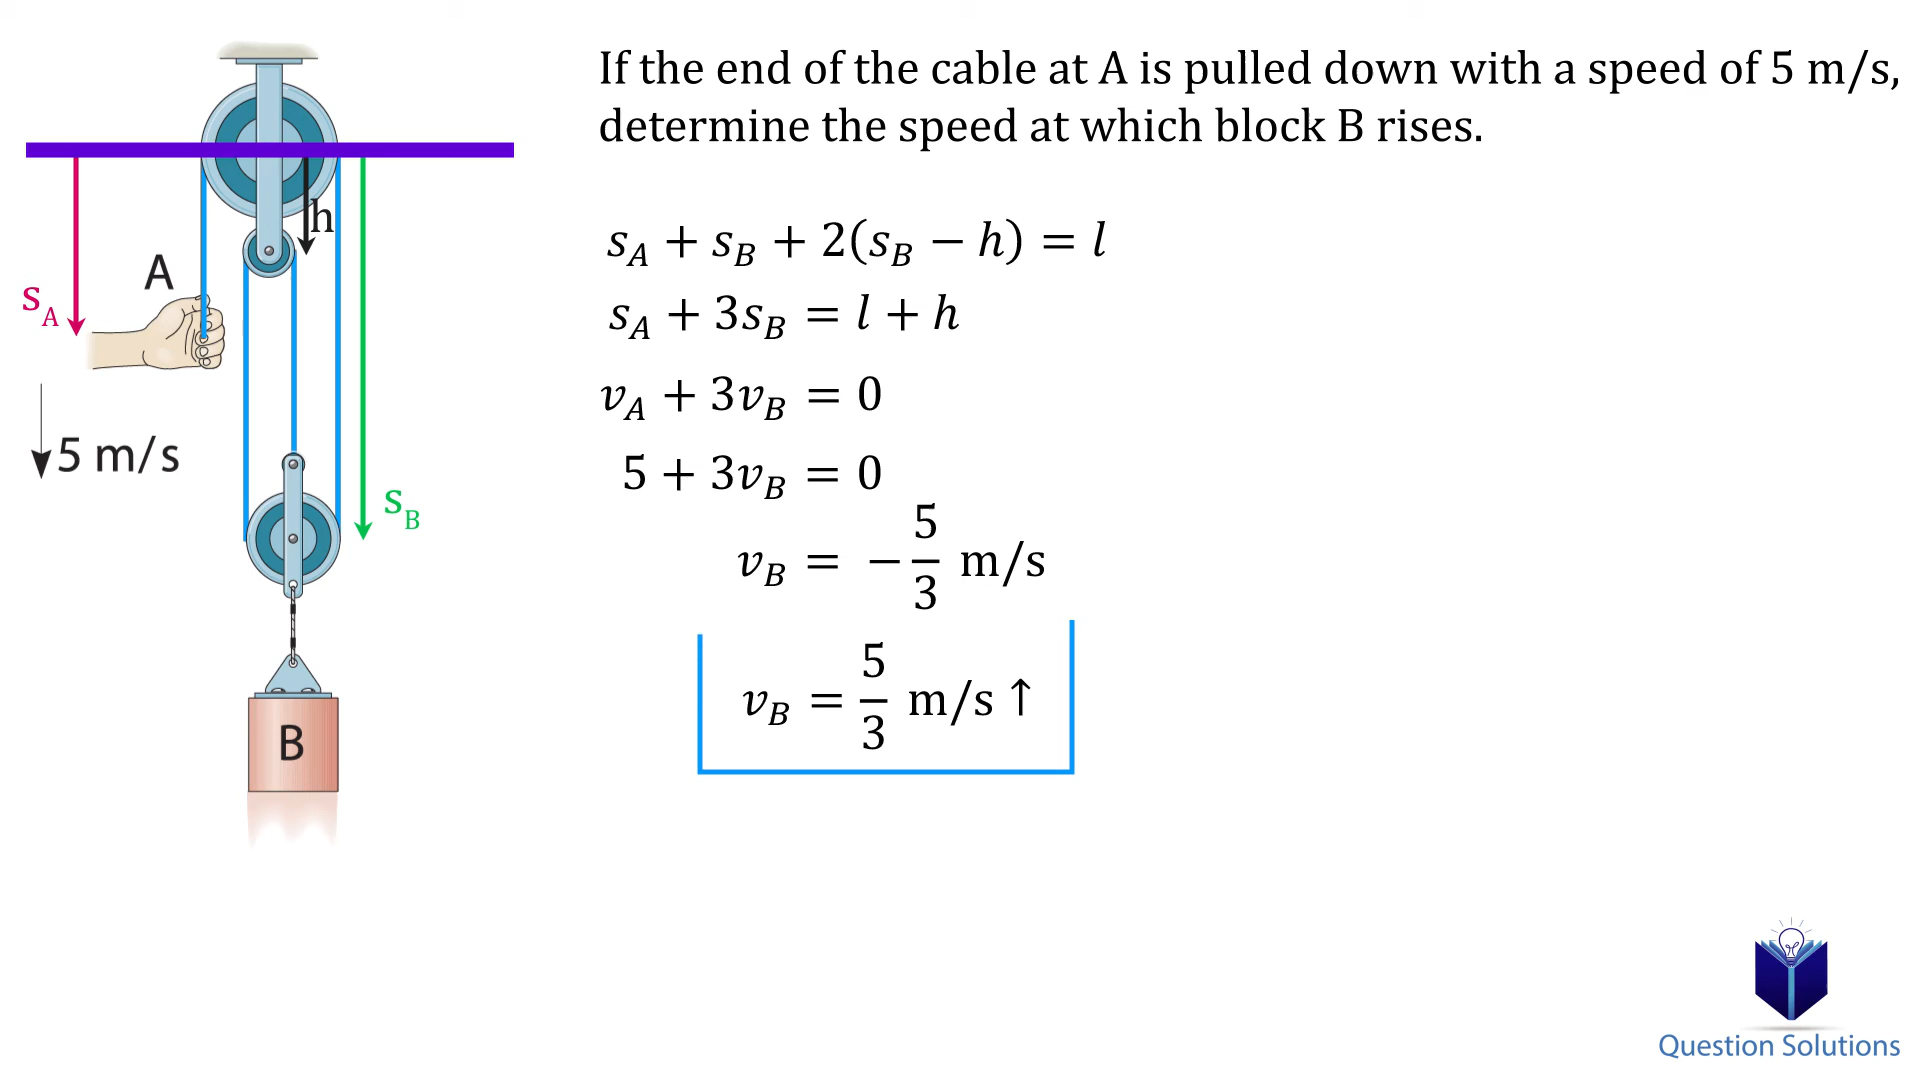 If the end of the cable at A is pulled down with a speed of 5 m/s,
determine the speed at which block B rises.
h
A
s_A
5 m/s
s_B
B
s_A + s_B + 2(s_B − h) = l
s_A + 3s_B = l + h
v_A + 3v_B = 0
5 + 3v_B = 0
v_B = −5/3 m/s
v_B = 5/3 m/s ↑
Question Solutions